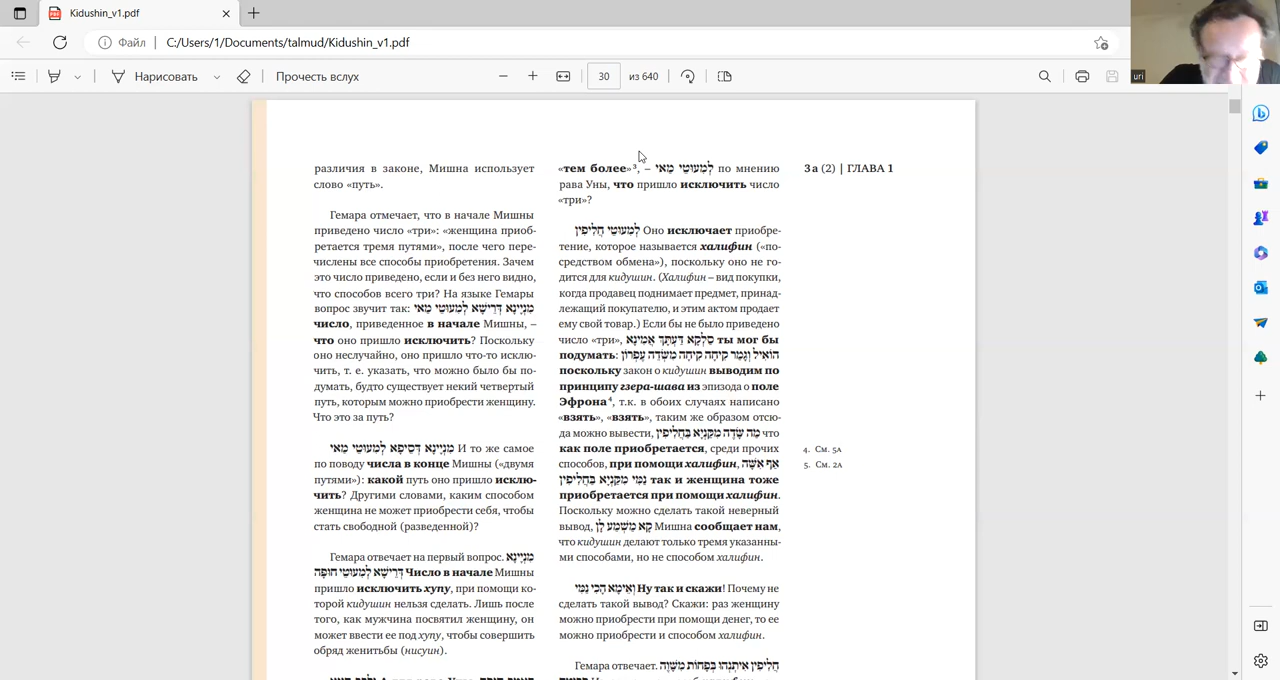 Kidushin_v1.pdf
Файл C:/Users/1/Documents/talmud/Kidushin_v1.pdf
Нарисовать
Прочесть вслух
30 из 640
uri
различия в законе, Мишна использует
слово «путь».
Гемара отмечает, что в начале Мишны
приведено число «три»: «женщина приоб-
ретается тремя путями», после чего пере-
числены все способы приобретения. Зачем
это число приведено, если и без него видно,
что способов всего три? На языке Гемары
вопрос звучит так: מִנְיָינָא דְּרֵישָׁא לְמַעוֹטֵי מַאי
число, приведенное в начале Мишны, –
что оно пришло исключить? Поскольку
оно неслучайно, оно пришло что-то исклю-
чить, т. е. указать, что можно было бы по-
думать, будто существует некий четвертый
путь, которым можно приобрести женщину.
Что это за путь?
מִנְיָינָא דְּסֵיפָא לְמַעוֹטֵי מַאי И то же самое
по поводу числа в конце Мишны («двумя
путями»): какой путь оно пришло исклю-
чить? Другими словами, каким способом
женщина не может приобрести себя, чтобы
стать свободной (разведенной)?
Гемара отвечает на первый вопрос. מִנְיָינָא
דְּרֵישָׁא לְמַעוֹטֵי חוּפָּה Число в начале Мишны
пришло исключить хупу, при помощи ко-
торой кидушин нельзя сделать. Лишь после
того, как мужчина посвятил женщину, он
может ввести ее под хупу, чтобы совершить
обряд женитьбы (нисуин).
«тем более»³, – לְמַעוֹטֵי מַאי по мнению
рава Уны, что пришло исключить число
«три»?
לְמַעוֹטֵי חֲלִיפִין Оно исключает приобре-
тение, которое называется халифин («по-
средством обмена»), поскольку оно не го-
дится для кидушин. (Халифин – вид покупки,
когда продавец поднимает предмет, принад-
лежащий покупателю, и этим актом продает
ему свой товар.) Если бы не было приведено
число «три», סַלְקָא דַּעְתָּךְ אֲמִינָא ты мог бы
подумать: הוֹאִיל וְגָמַר קִיחָה קִיחָה מִשְּׂדֵה עֶפְרוֹן
поскольку закон о кидушин выводим по
принципу гзера-шава из эпизода о поле
Эфрона⁴, т.к. в обоих случаях написано
«взять», «взять», таким же образом отсю-
да можно вывести, מַה שָּׂדֶה מִקַּנְיָא בַּחֲלִיפִין что
как поле приобретается, среди прочих
способов, при помощи халифин, אַף אִשָּׁה
נַמִי מִקַּנְיָא בַּחֲלִיפִין так и женщина тоже
приобретается при помощи халифин.
Поскольку можно сделать такой неверный
вывод, קָא מַשְׁמַע לָן Мишна сообщает нам,
что кидушин делают только тремя указанны-
ми способами, но не способом халифин.
וְאֵימָא הָכִי נַמִי Ну так и скажи! Почему не
сделать такой вывод? Скажи: раз женщину
можно приобрести при помощи денег, то ее
можно приобрести и способом халифин.
Гемара отвечает. חֲלִיפִין אִיתַנְהוּ בְּפָחוֹת מִשָּׁוֶה
3а (2) | ГЛАВА 1
4. См. 5А
5. См. 2А